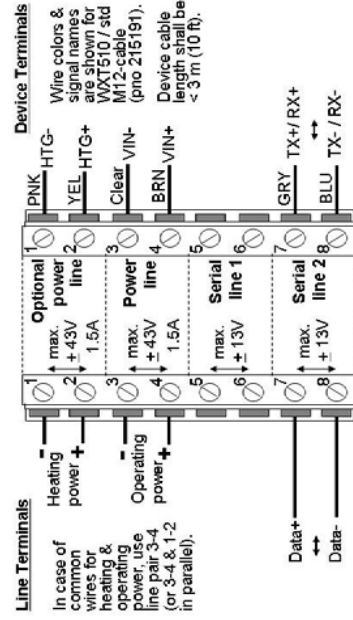 Line Terminals
In case of
common
wires for
heating &
operating
power, use
line pair 3-4
(or 3-4 & 1-2
in parallel).
-
Heating
power +
-
Operating
power +
Data+
↔
Data-
1
2
3
4
5
6
7
8
Optional
power
line
max.
±43V
1.5A
Power
line
max.
±43V
1.5A
Serial
line 1
max.
±13V
Serial
line 2
max.
±13V
1
2
3
4
5
6
7
8
PNK HTG-
YEL HTG+
Clear VIN-
BRN VIN+
GRY TX+/ RX+
↔
BLU TX- / RX-
Device Terminals
Wire colors &
signal names
are shown for
WXT510 / std
M12-cable
(pno 215191).
Device cable
length shall be
< 3 m (10 ft).